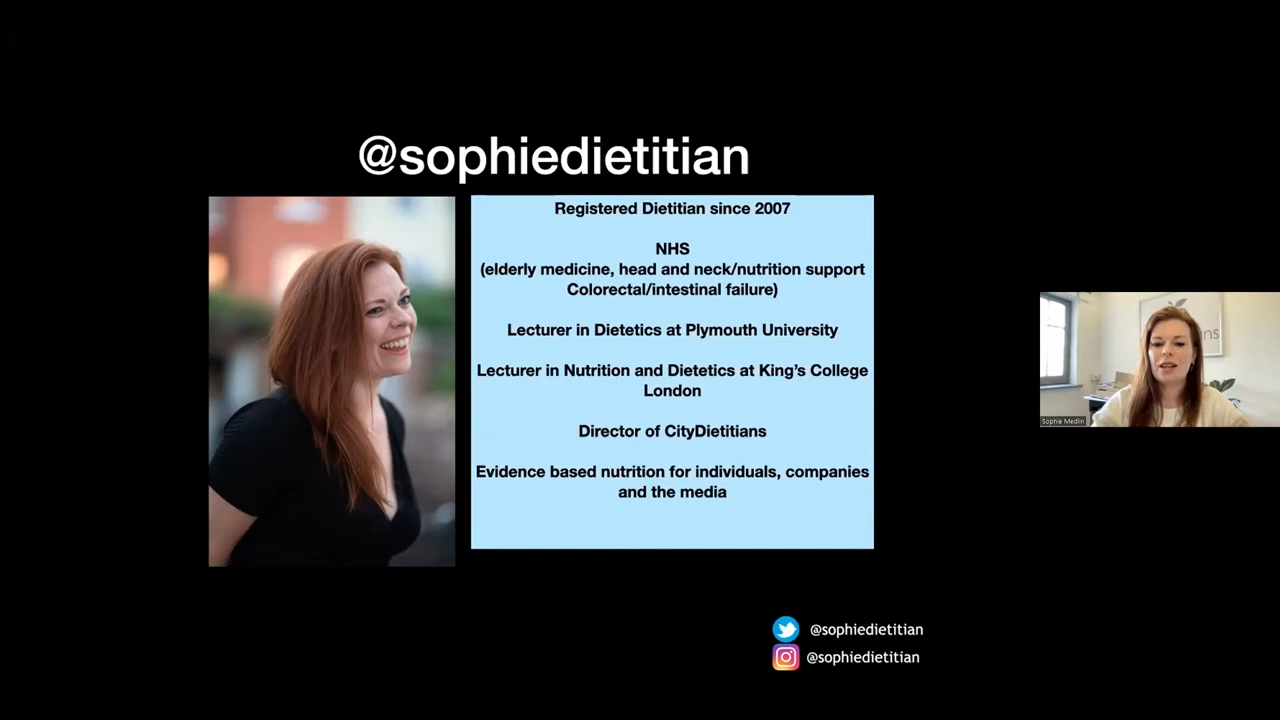 @sophiedietitian
Registered Dietitian since 2007
NHS
(elderly medicine, head and neck/nutrition support
Colorectal/intestinal failure)
Lecturer in Dietetics at Plymouth University
Lecturer in Nutrition and Dietetics at King’s College
London
Director of CityDietitians
Evidence based nutrition for individuals, companies
and the media
Sophie Medlin
@sophiedietitian
@sophiedietitian